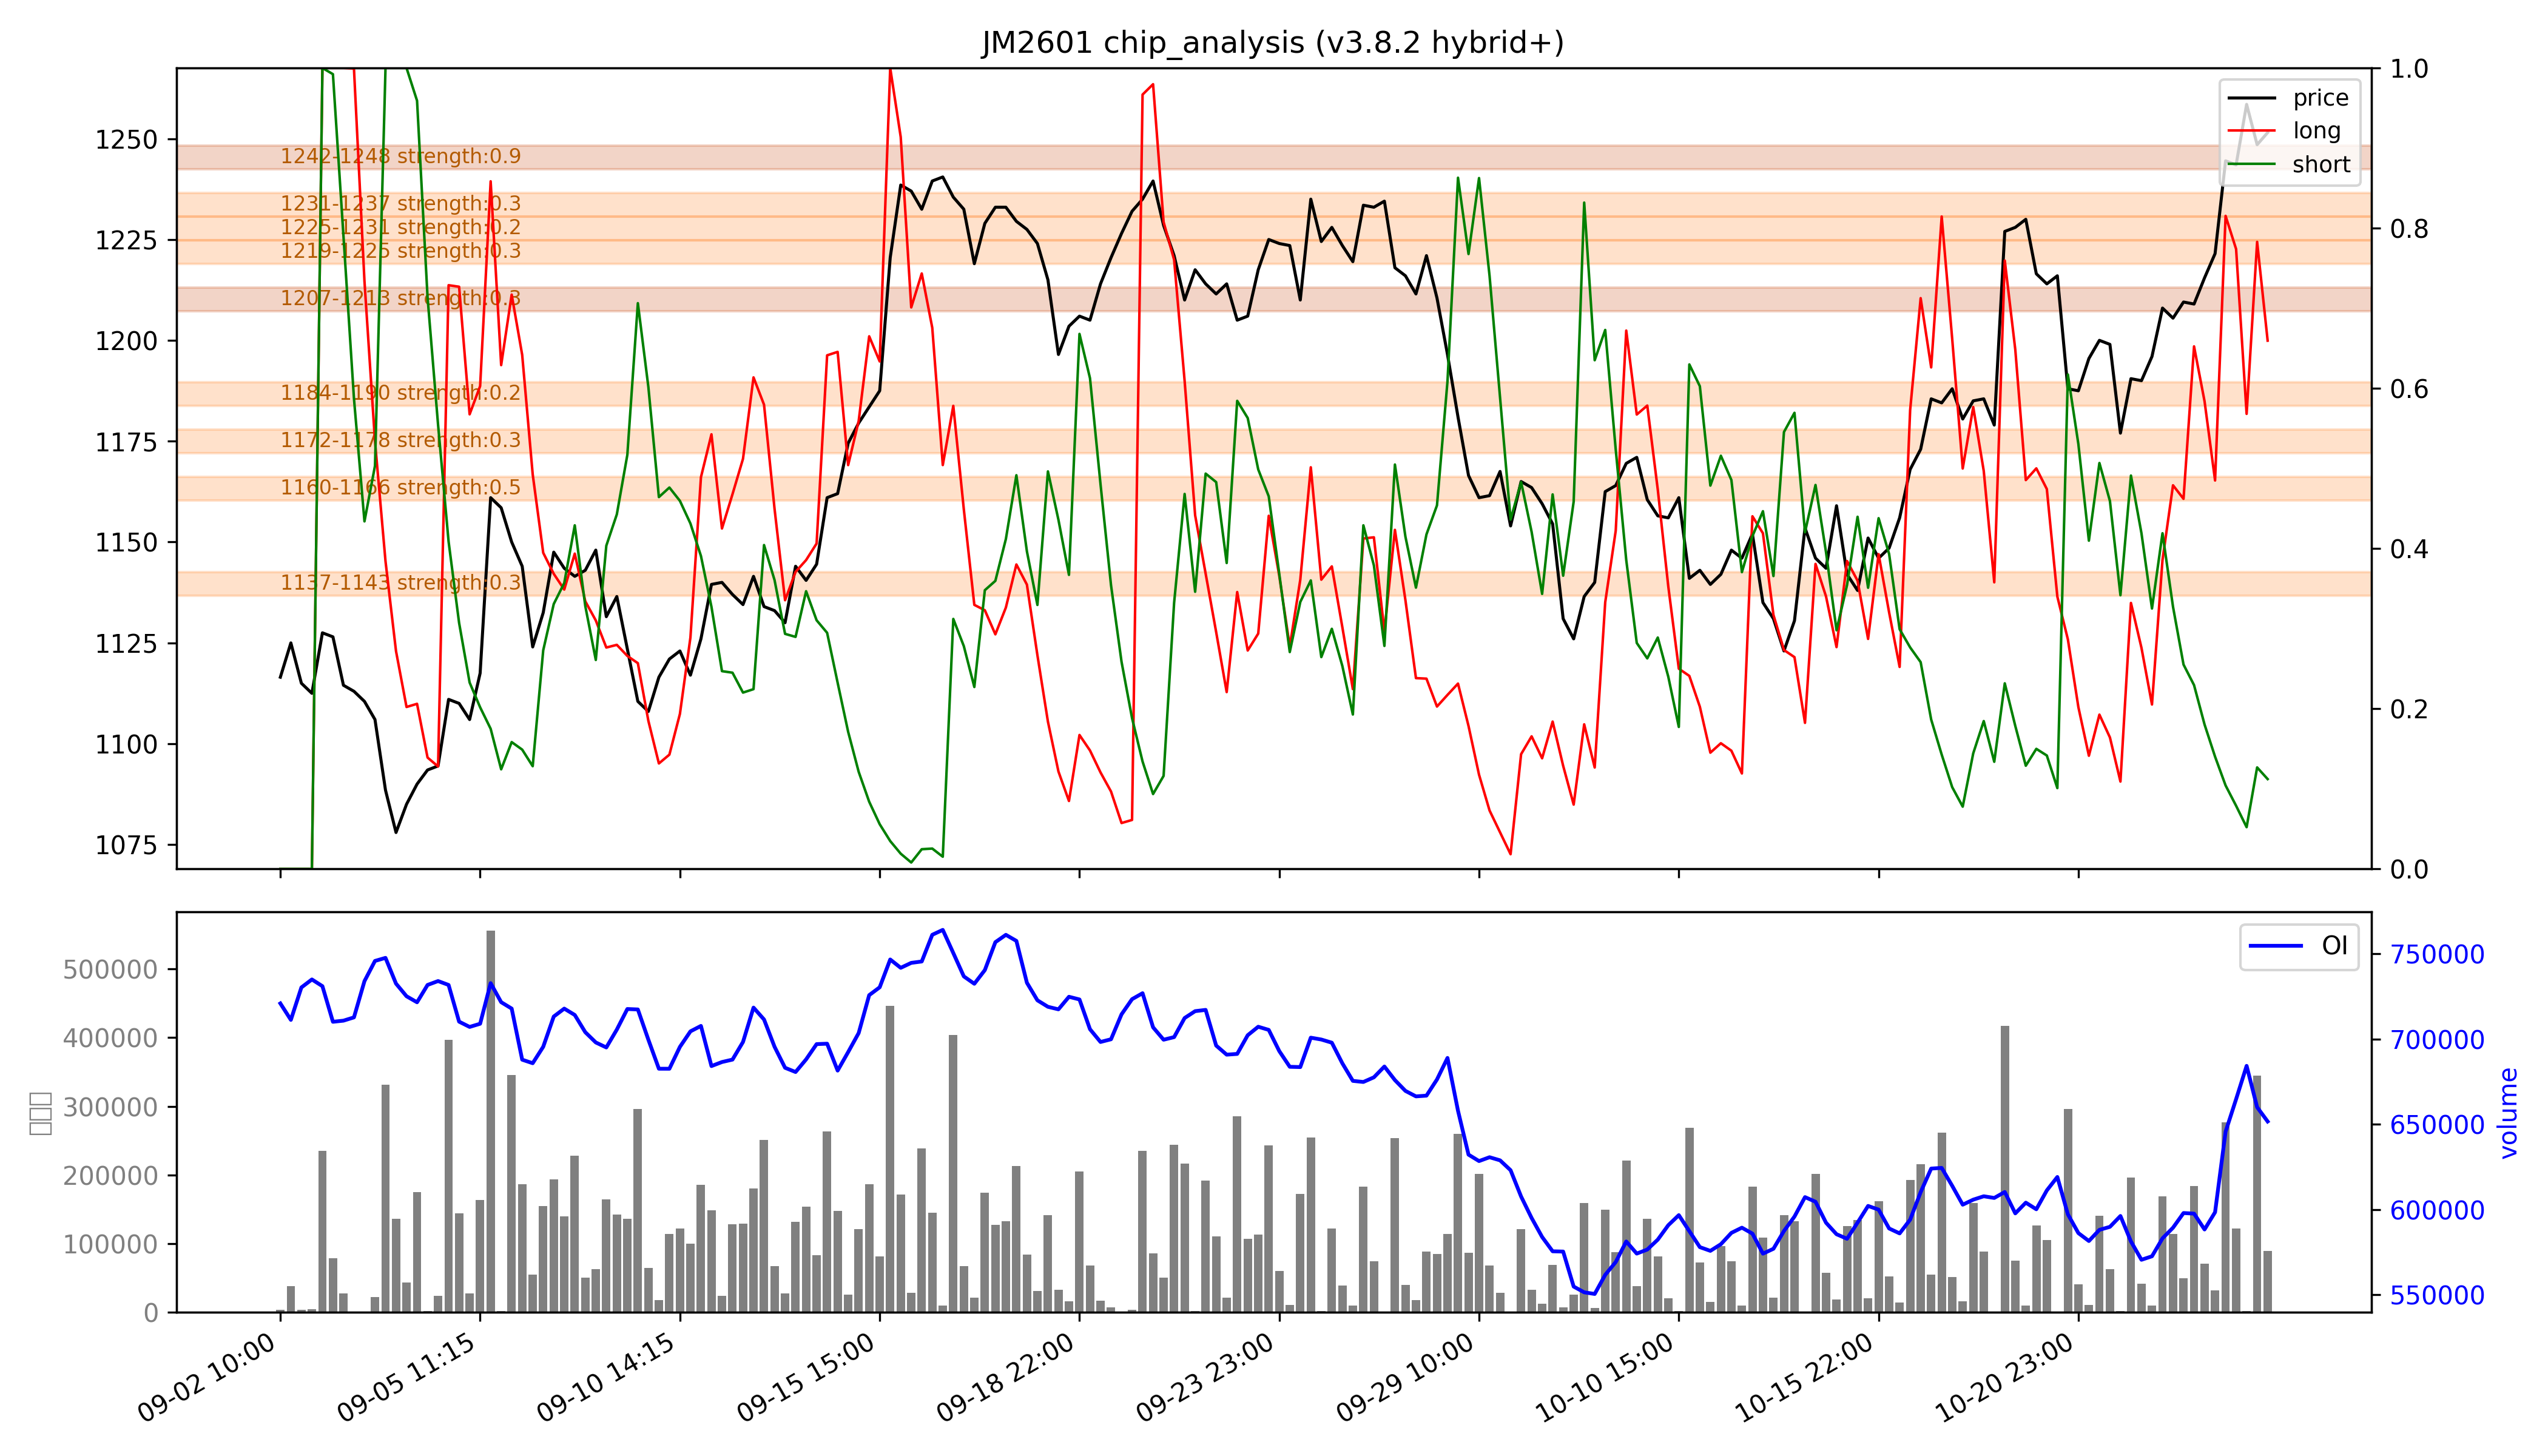 JM2601 chip_analysis (v3.8.2 hybrid+)
1250
1225
1200
1175
1150
1125
1100
1075
1242-1248 strength:0.9
1231-1237 strength:0.3
1225-1231 strength:0.2
1219-1225 strength:0.3
1207-1213 strength:0.3
1184-1190 strength:0.2
1172-1178 strength:0.3
1160-1166 strength:0.5
1137-1143 strength:0.3
price
long
short
1.0
0.8
0.6
0.4
0.2
0.0
500000
400000
300000
200000
100000
0
OI
750000
700000
650000
600000
550000
volume
09-02 10:00
09-05 11:15
09-10 14:15
09-15 15:00
09-18 22:00
09-23 23:00
09-29 10:00
10-10 15:00
10-15 22:00
10-20 23:00